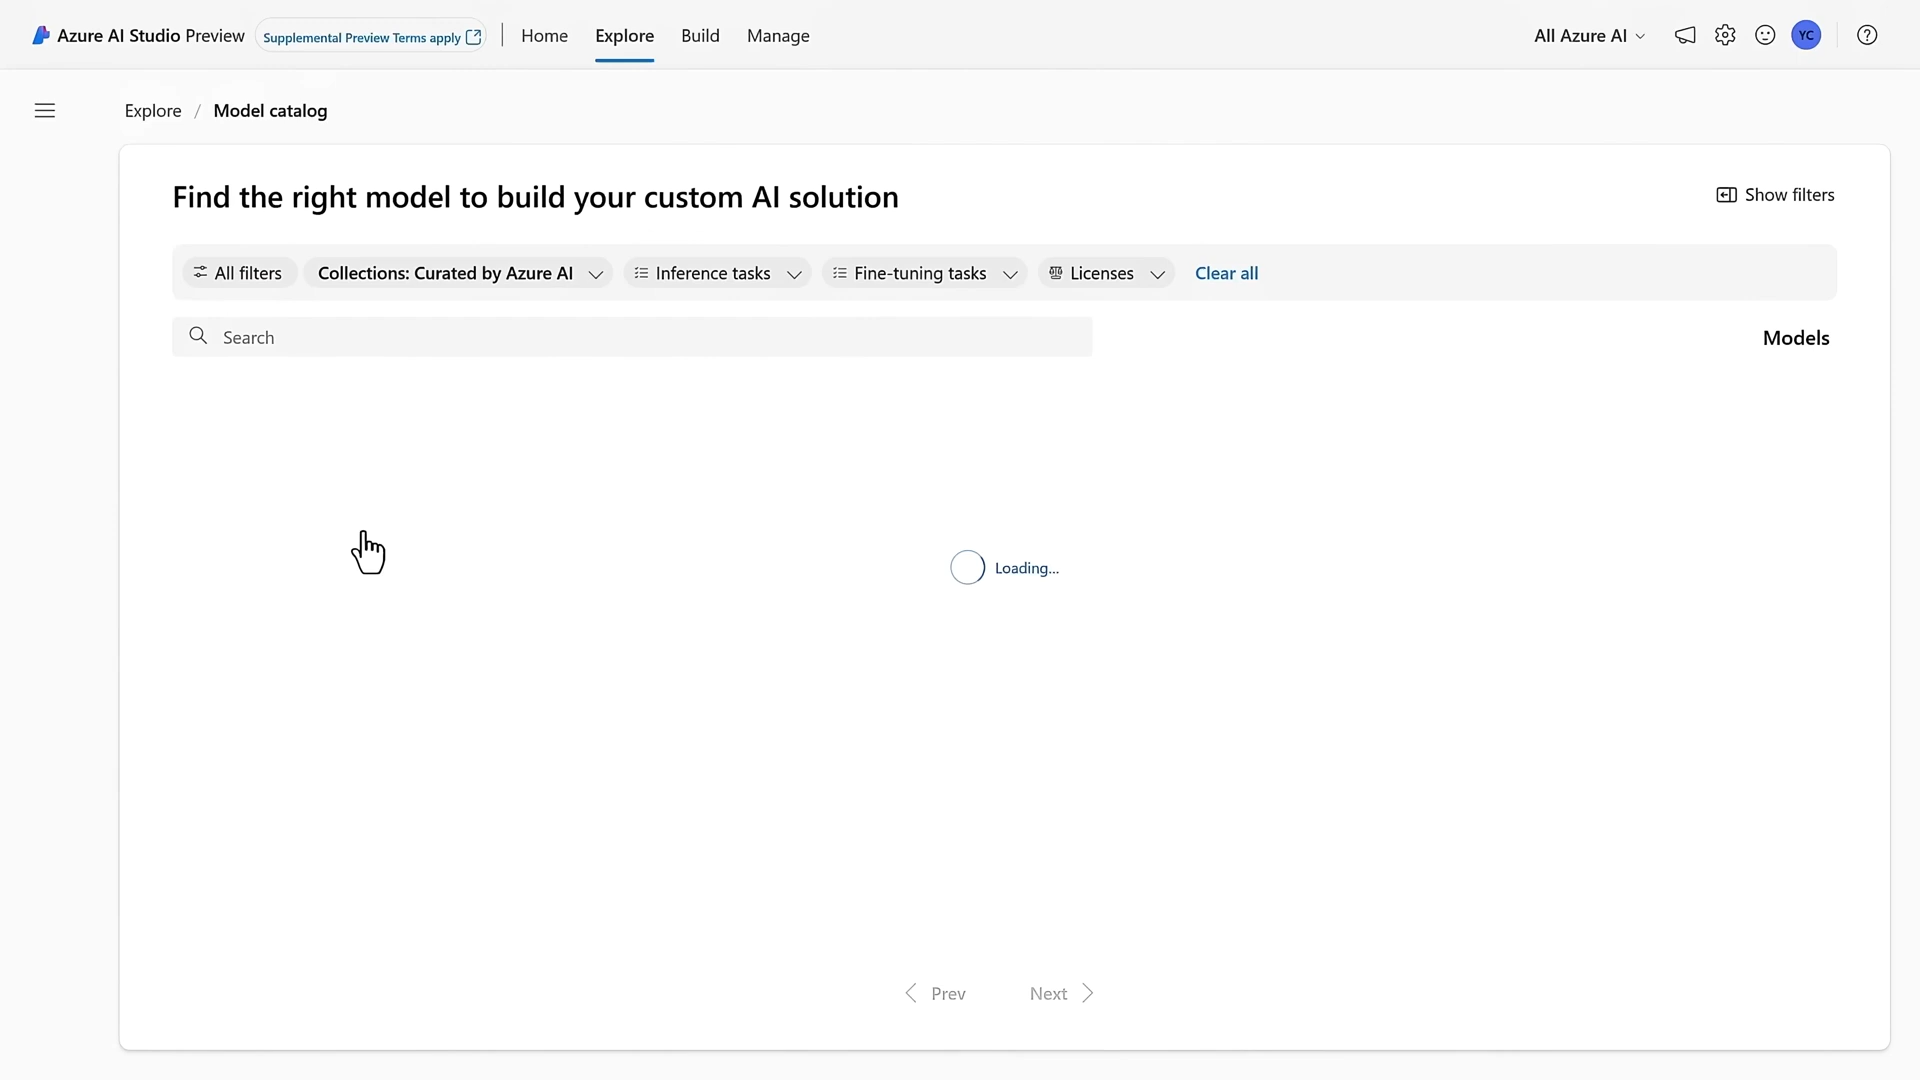 Azure AI Studio Preview Supplemental Preview Terms apply Home Explore Build Manage All Azure AI YC
Explore / Model catalog
Find the right model to build your custom AI solution
Show filters
All filters Collections: Curated by Azure AI Inference tasks Fine-tuning tasks Licenses Clear all
Search
Models
Loading...
Prev Next